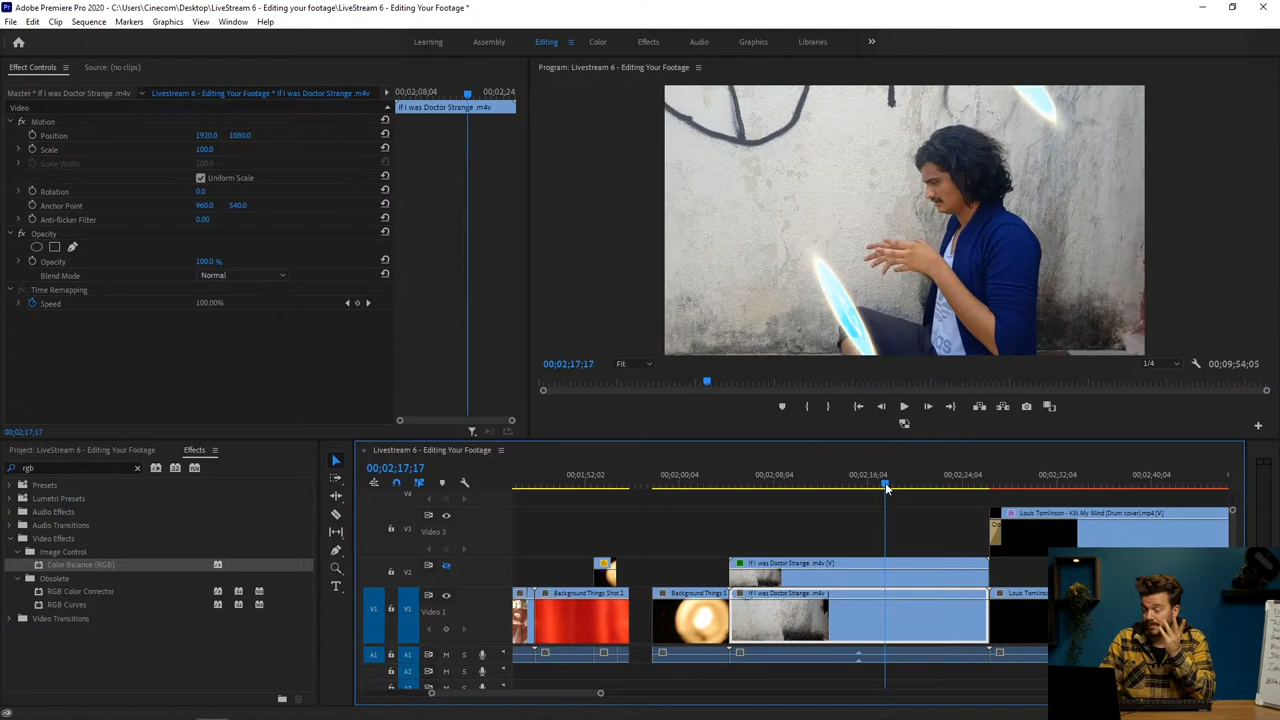 Adobe Premiere Pro 2020 - C:\Users\Cinecom\Desktop\LiveStream 6 - Editing your footage\LiveStream 6 - Editing Your Footage *
File Edit Clip Sequence Markers Graphics View Window Help
Learning Assembly Editing Color Effects Audio Graphics Libraries
Effect Controls Source: (no clips)
Program: Livestream 6 - Editing Your Footage
Master * If I was Doctor Strange .m4v Livestream 6 - Editing Your Footage * If I was Doctor Strange .m4v
00;02;08;04 00;02;24
Video
If I was Doctor Strange .m4v
Motion
Position 1920.0 1080.0
Scale 100.0
Scale Width 100.0
Uniform Scale
Rotation 0.0
Anchor Point 960.0 540.0
Anti-flicker Filter 0.00
Opacity
Opacity 100.0 %
Blend Mode Normal
Time Remapping
Speed 100.00%
00;02;17;17
00;02;17;17 Fit 1/4 00;09;54;05
Project: Livestream 6 - Editing Your Footage Effects
rgb
Presets
Lumetri Presets
Audio Effects
Audio Transitions
Video Effects
Image Control
Color Balance (RGB)
Obsolete
RGB Color Corrector
RGB Curves
Video Transitions
Livestream 6 - Editing Your Footage
00;02;17;17
00;01;52;02 00;02;00;04 00;02;08;04 00;02;16;04 00;02;24;04 00;02;32;04 00;02;40;04
V4
V3 Video 3
Louis Tomlinson - Kill My Mind (Drum cover).mp4 [V]
V2
If I was Doctor Strange .m4v [V]
V1 V1 Video 1
Background Things Shot 2. Background Things S If I was Doctor Strange .m4v Louis Tomlinson
A1 A1 M S
A2 M S